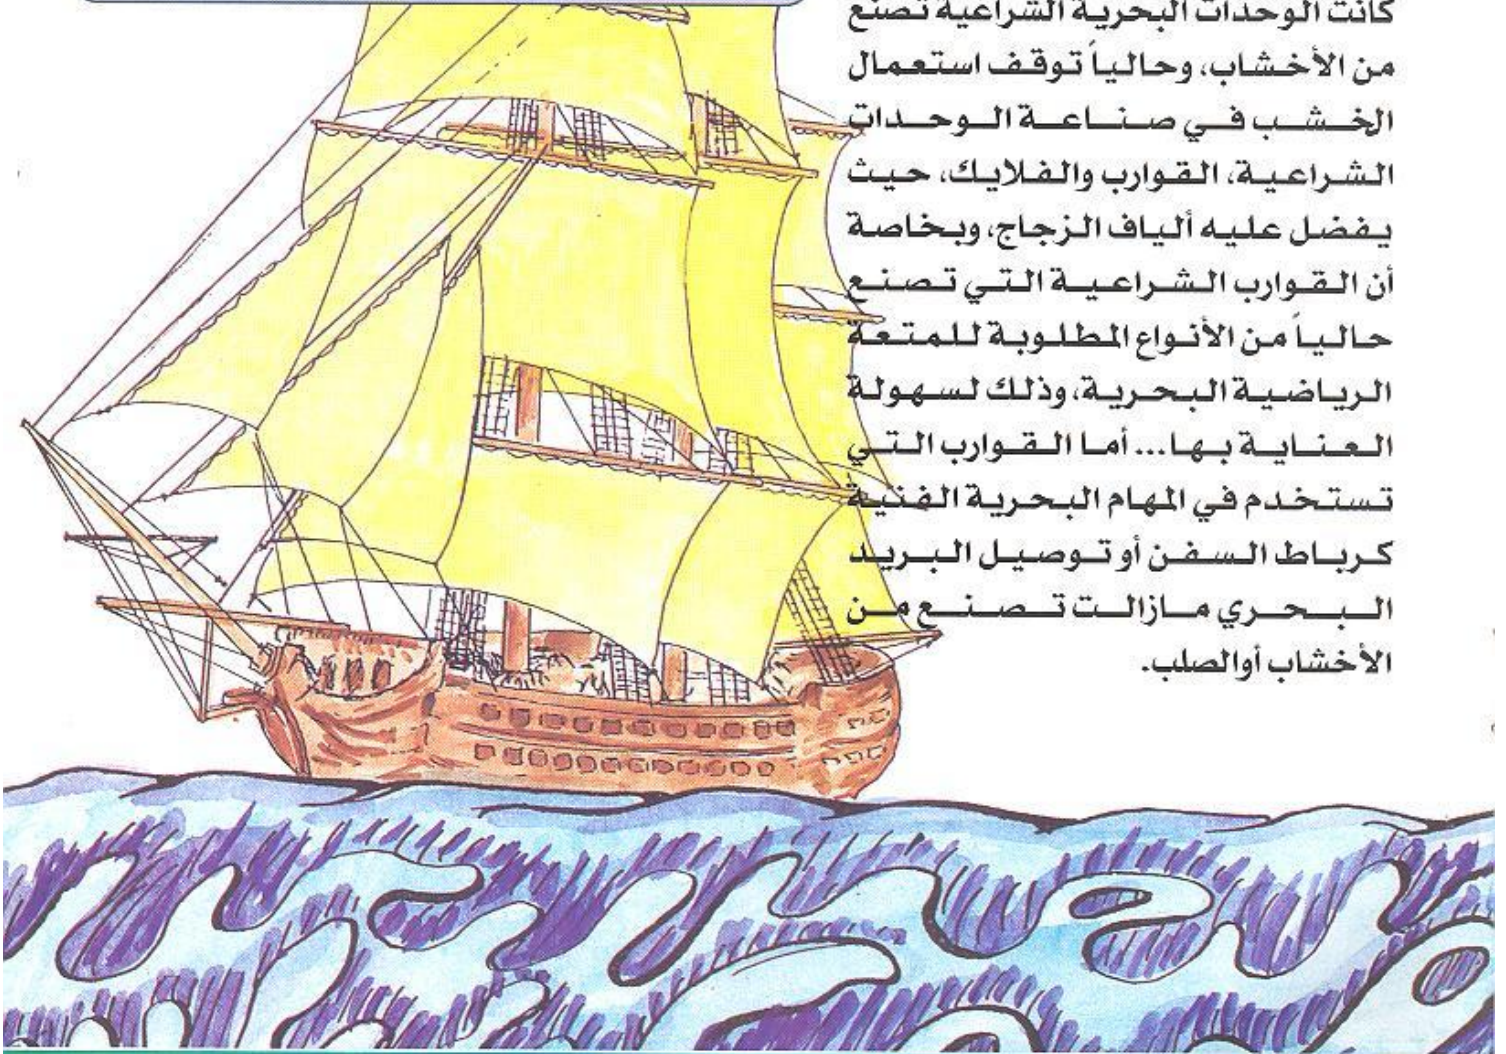 كانت الوحدات البحرية الشراعية تصنع
من الأخشاب، وحالياً توقف استعمال
الخشب في صناعة الوحدات
الشراعية، القوارب والفلايك، حيث
يفضل عليه ألياف الزجاج، وبخاصة
أن القوارب الشراعية التي تصنع
حالياً من الأنواع المطلوبة للمتعة
الرياضية البحرية، وذلك لسهولة
العناية بها... أما القوارب التي
تستخدم في المهام البحرية الفنية
كرباط السفن أو توصيل البريد
البحري مازالت تصنع من
الأخشاب أوالصلب.